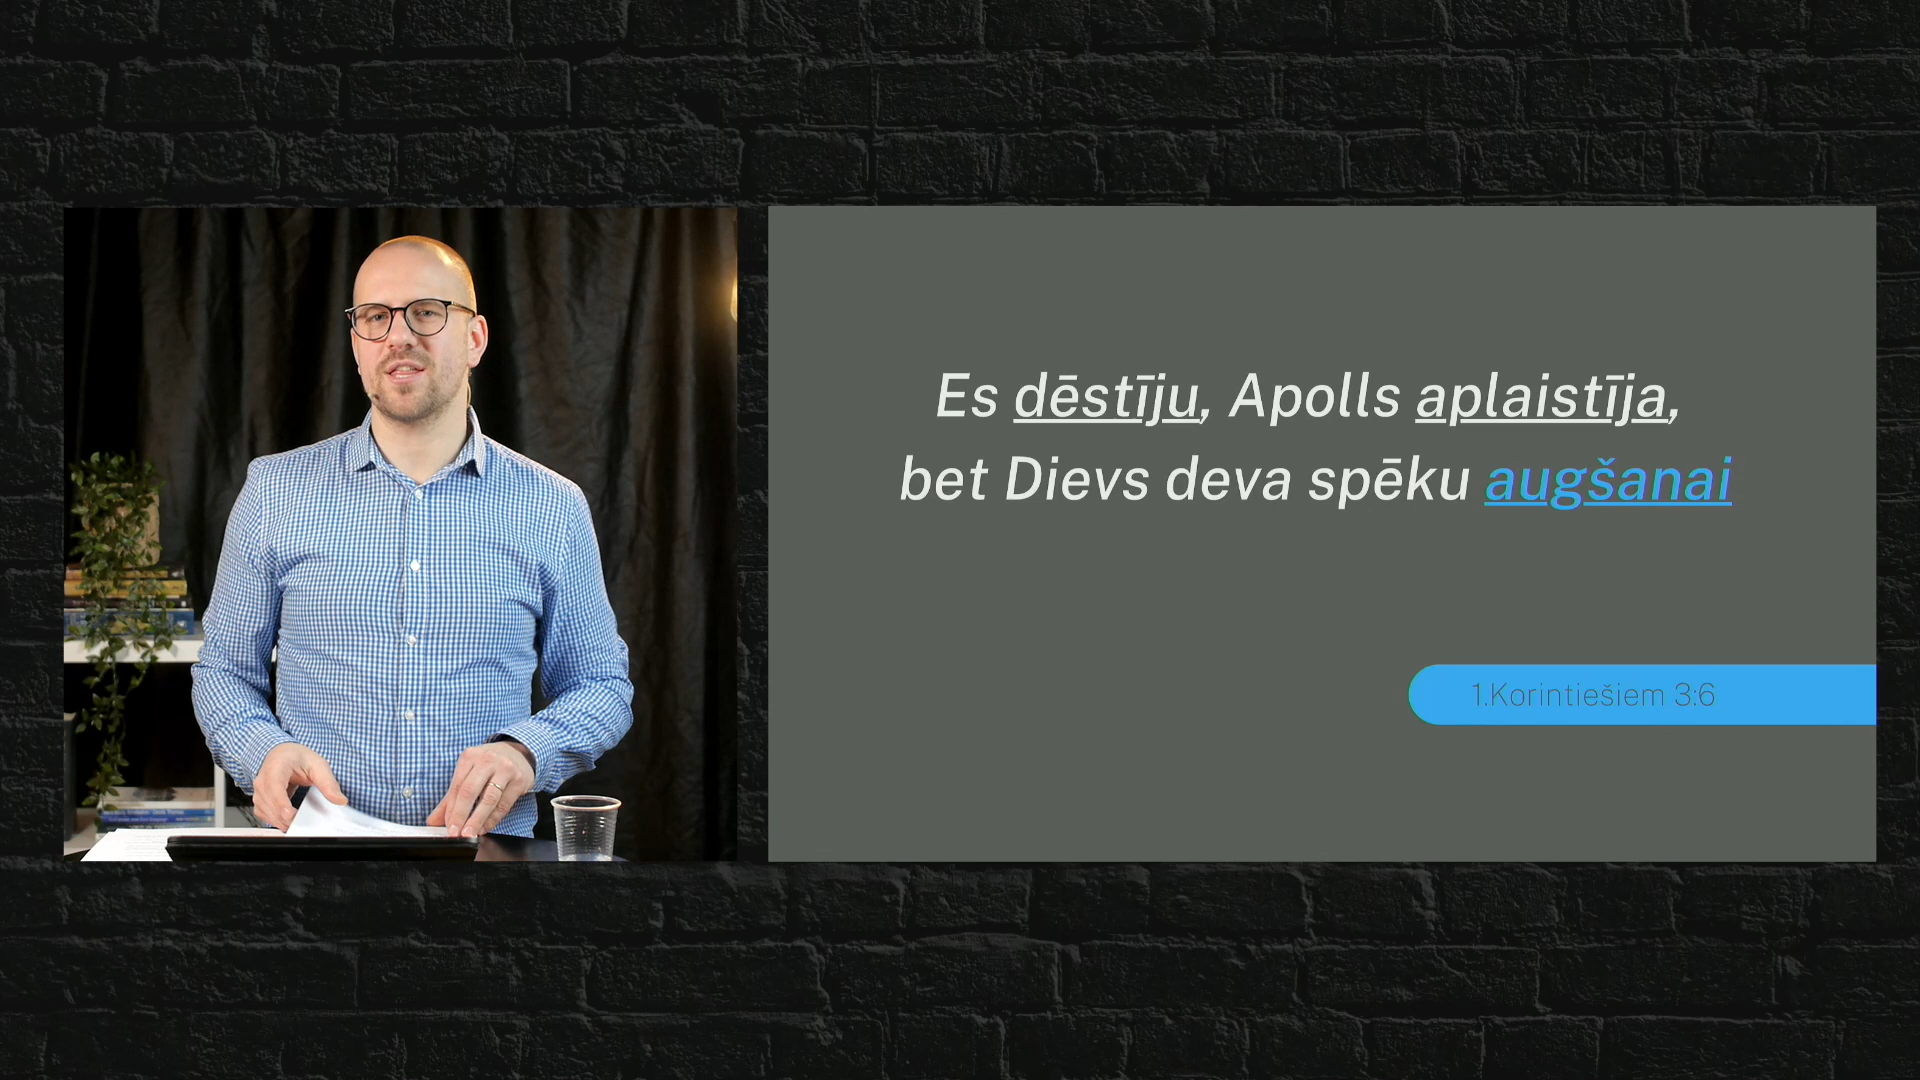 Es dēstīju, Apolls aplaistīja,
bet Dievs deva spēku augšanai
1.Korintiešiem 3:6